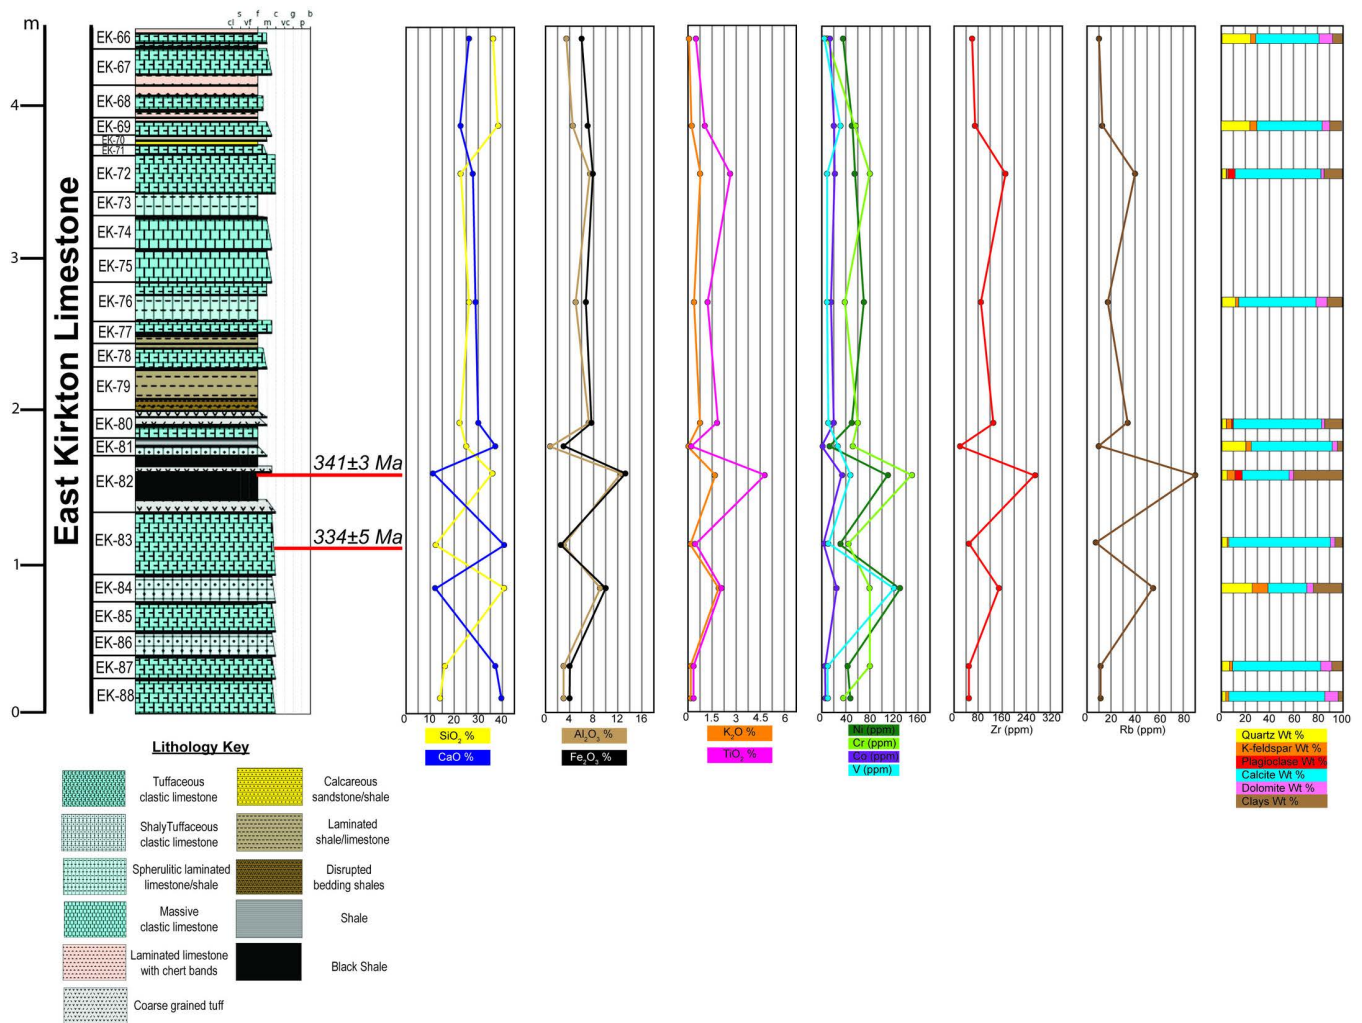 m
s f c g b
cl vf m vc p
East Kirkton Limestone
4
3
2
1
0
EK-66
EK-67
EK-68
EK-69
EK-70
EK-71
EK-72
EK-73
EK-74
EK-75
EK-76
EK-77
EK-78
EK-79
EK-80
EK-81
EK-82
EK-83
EK-84
EK-85
EK-86
EK-87
EK-88
341±3 Ma
334±5 Ma
0 10 20 30 40
SiO2 %
CaO %
0 4 8 12 16
Al2O3 %
Fe2O3 %
0 1.5 3 4.5 6
K2O %
TiO2 %
0 40 80 120 160
Ni (ppm)
Cr (ppm)
Co (ppm)
V (ppm)
0 80 160 240 320
Zr (ppm)
0 20 40 60 80
Rb (ppm)
0 20 40 60 80 100
Quartz Wt %
K-feldspar Wt %
Plagioclase Wt %
Calcite Wt %
Dolomite Wt %
Clays Wt %
Lithology Key
Tuffaceous
clastic limestone
ShalyTuffaceous
clastic limestone
Spherulitic laminated
limestone/shale
Massive
clastic limestone
Laminated limestone
with chert bands
Coarse grained tuff
Calcareous
sandstone/shale
Laminated
shale/limestone
Disrupted
bedding shales
Shale
Black Shale